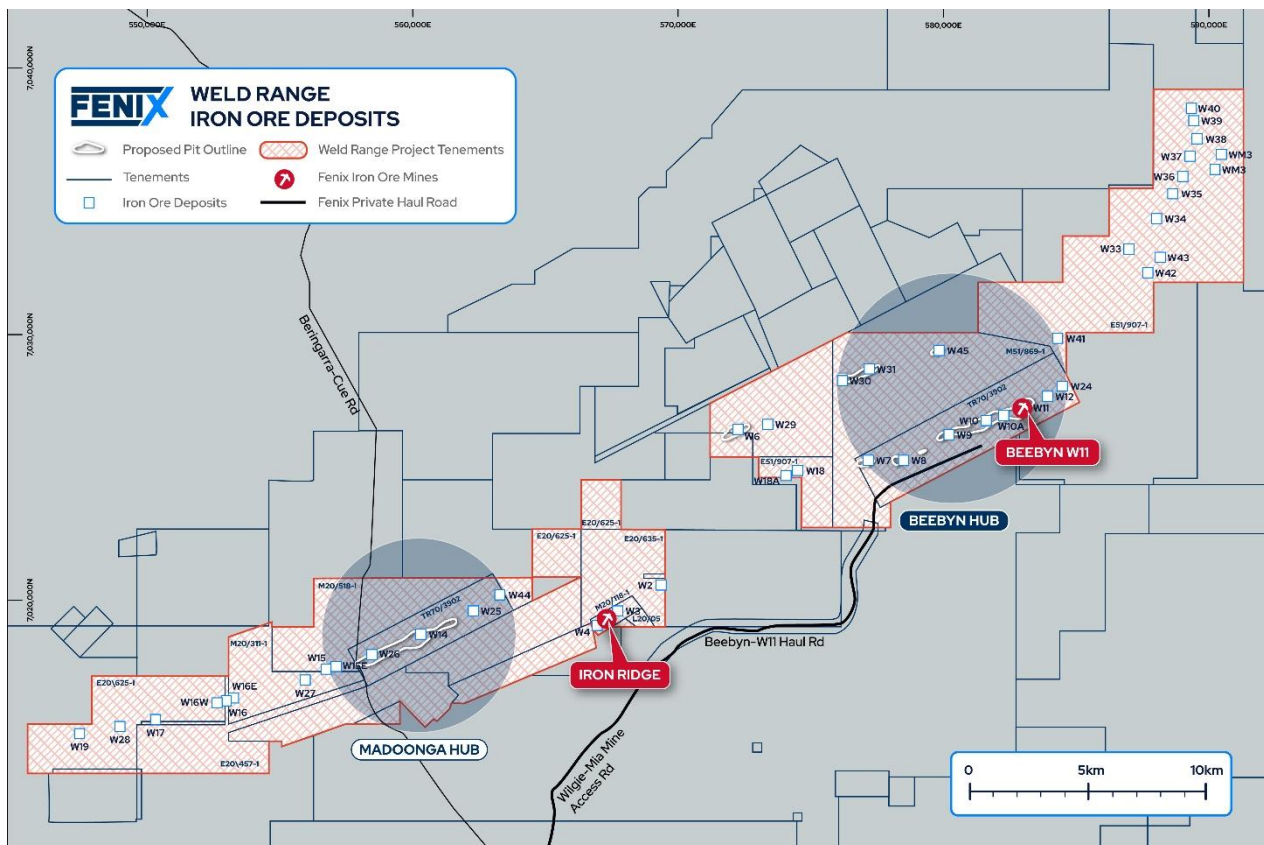 550,000E
560,000E
570,000E
580,000E
590,000E
7,040,000N
7,030,000N
7,020,000N
FENIX
WELD RANGE
IRON ORE DEPOSITS
Proposed Pit Outline
Weld Range Project Tenements
Tenements
Fenix Iron Ore Mines
Iron Ore Deposits
Fenix Private Haul Road
W40
W39
W38
W37
WM3
WM3
W36
W35
W34
W33
W43
W42
E51/907-1
W41
W45
M51/869-1
W31
W30
W24
W12
TR70/3902
W11
W10
W10A
W9
BEEBYN W11
W29
W6
W7
W8
E51/907-1
W18
W18A
BEEBYN HUB
Beringarra-Cue Rd
E20/625-1
E20/625-1
E20/635-1
M20/518-1
TR70/3902
W44
W25
W2
M20/118-1
W3
L20/05
W4
W14
W26
Beebyn-W11 Haul Rd
M20/311-1
W15
W15E
W27
IRON RIDGE
E20\625-1
W16E
W16W
W16
W17
W28
W19
E20\457-1
MADOONGA HUB
Wilgie-Mia Mine
Access Rd
0
5km
10km